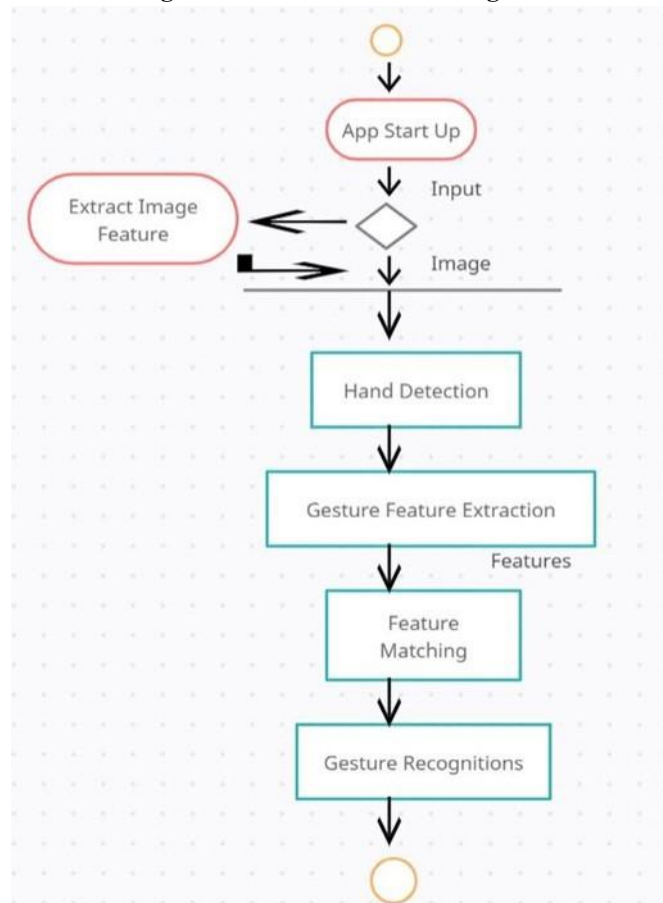 App Start Up
Input
Extract Image
Feature
Image
Hand Detection
Gesture Feature Extraction
Features
Feature
Matching
Gesture Recognitions